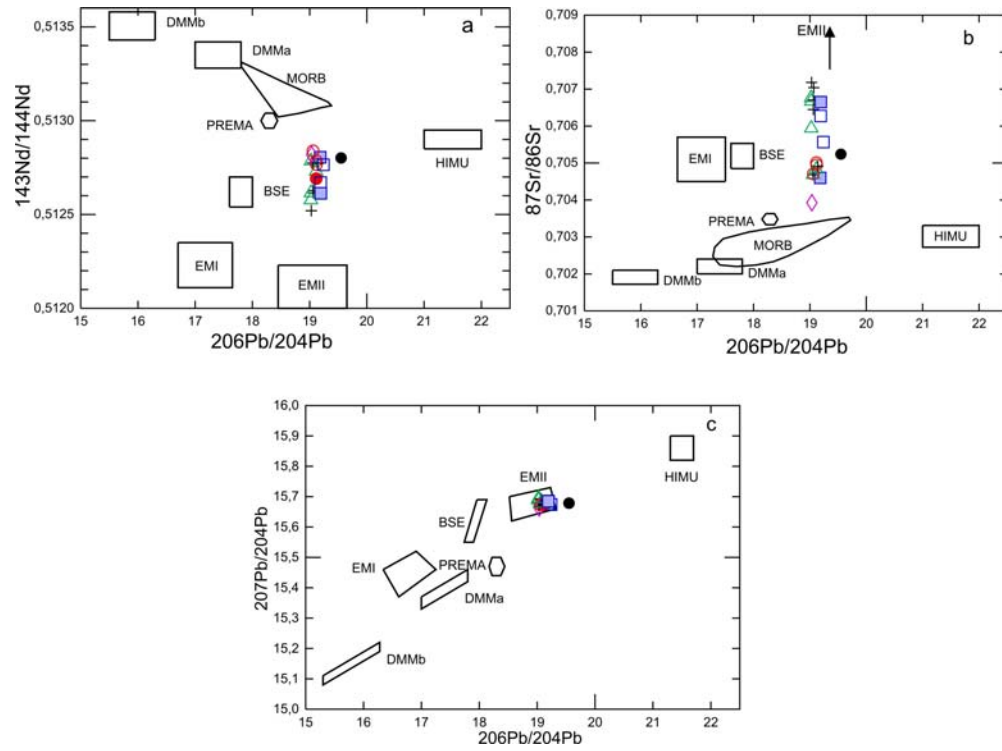 a
0,5135
0,5130
0,5125
0,5120
143Nd/144Nd
DMMb
DMMa
MORB
PREMA
HIMU
BSE
EMI
EMII
15 16 17 18 19 20 21 22
206Pb/204Pb
b
0,709
0,708
0,707
0,706
0,705
0,704
0,703
0,702
0,701
87Sr/86Sr
EMII
EMI
BSE
PREMA
MORB
HIMU
DMMb
DMMa
15 16 17 18 19 20 21 22
206Pb/204Pb
c
16,0
15,9
15,8
15,7
15,6
15,5
15,4
15,3
15,2
15,1
15,0
207Pb/204Pb
HIMU
EMII
BSE
EMI
PREMA
DMMa
DMMb
15 16 17 18 19 20 21 22
206Pb/204Pb